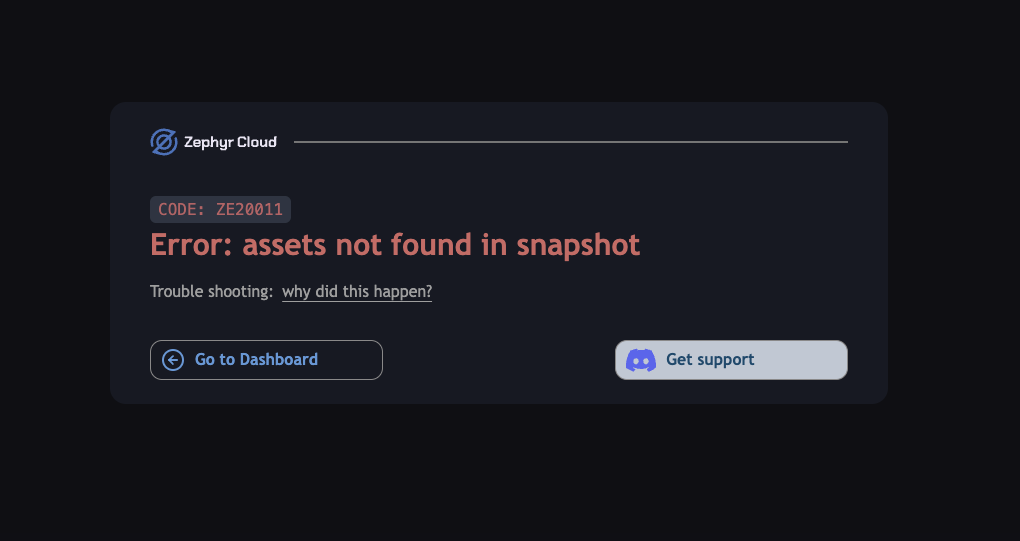 Zephyr Cloud
CODE: ZE20011
Error: assets not found in snapshot
Trouble shooting: why did this happen?
Go to Dashboard
Get support